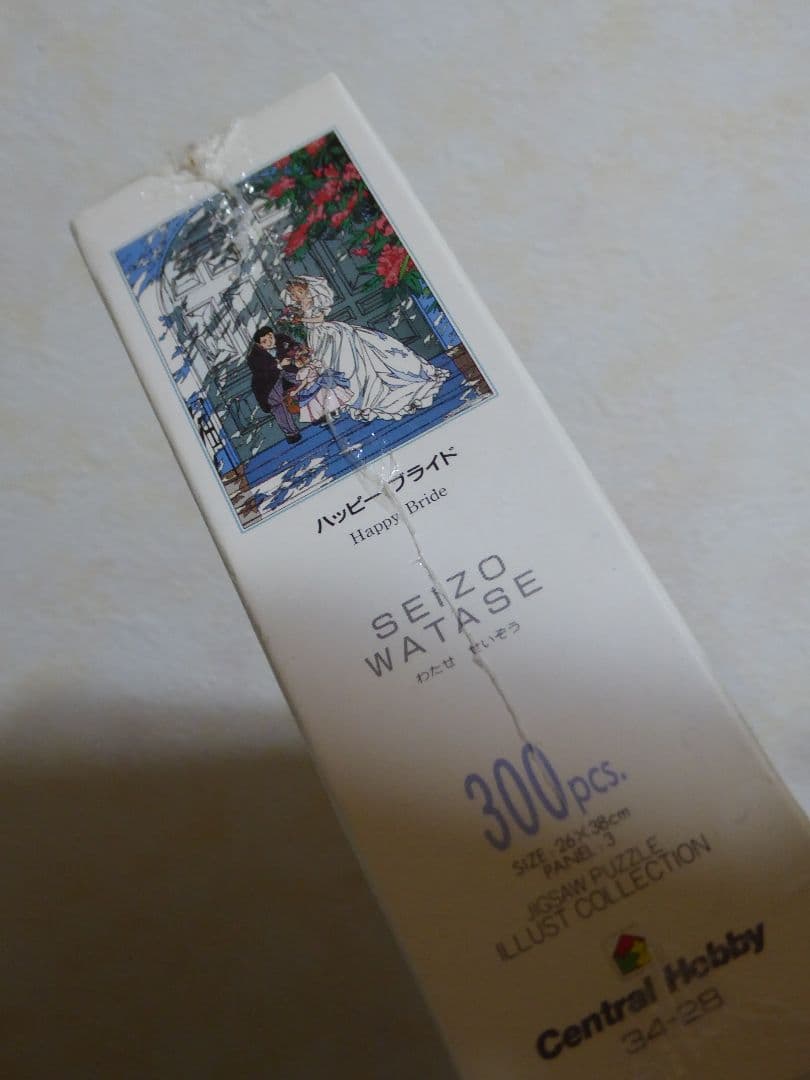 ハッピー ブライド
Happy Bride
SEIZO
WATASE
わたせ せいぞう
300pcs.
SIZE : 26×38cm
PANEL : 3
JIGSAW PUZZLE
ILLUST COLLECTION
Central Hobby
34-28